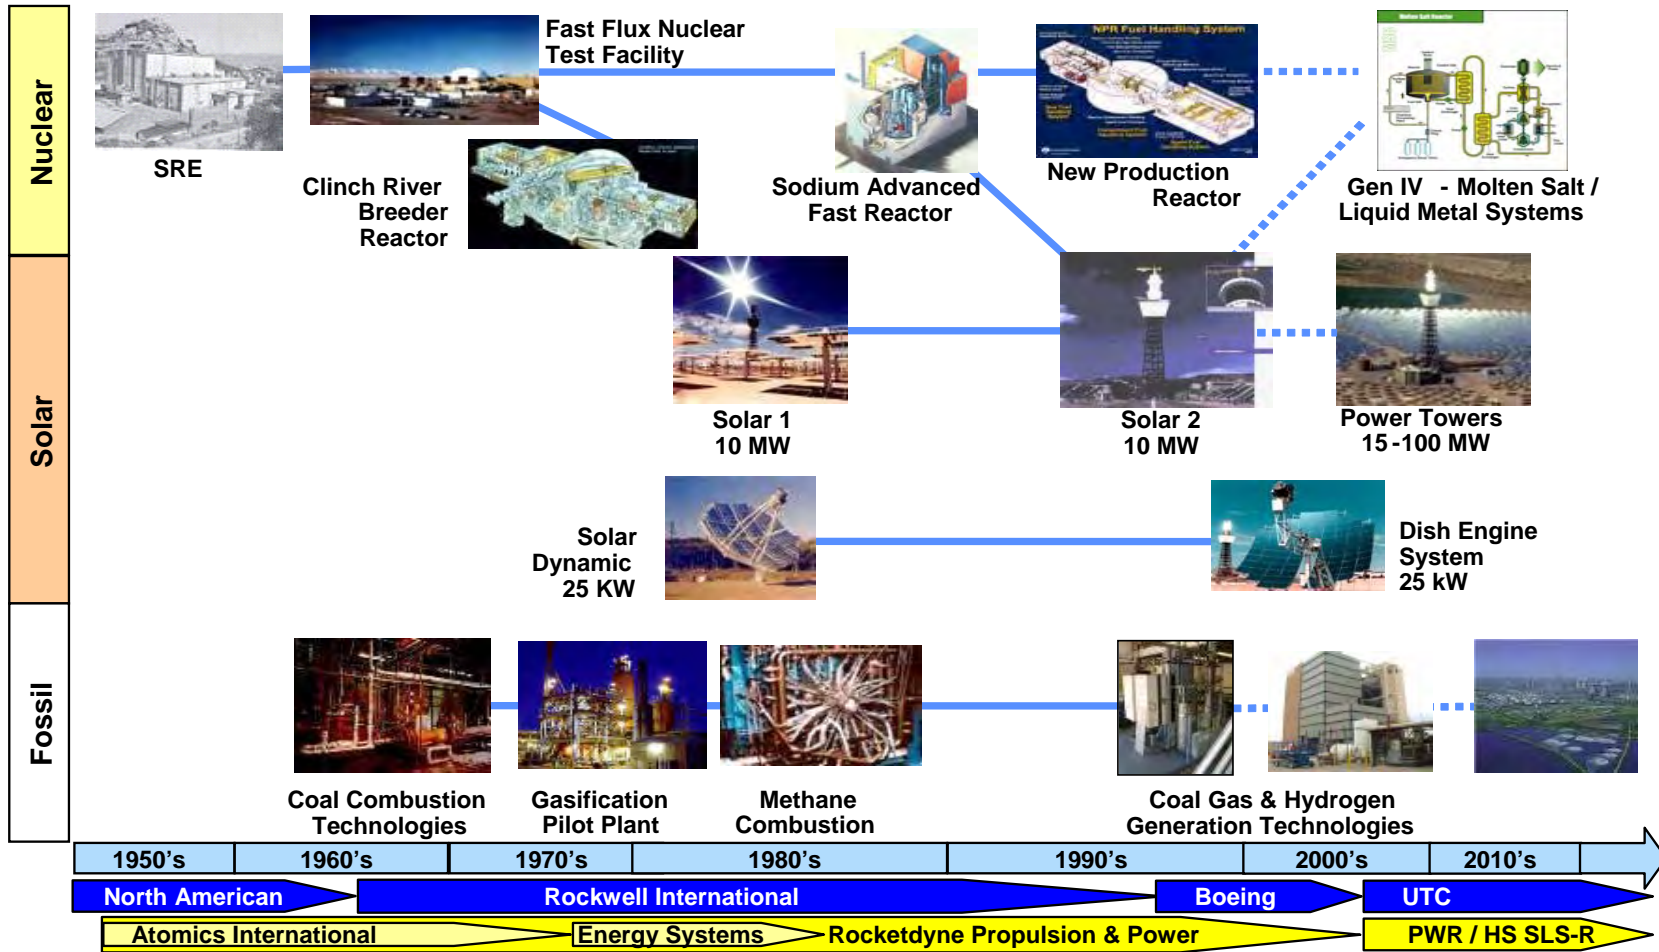 Nuclear
SRE
Fast Flux Nuclear
Test Facility
Clinch River
Breeder
Reactor
Sodium Advanced
Fast Reactor
NPR Fuel Handling System
New Production
Reactor
Molten Salt Reactor
Gen IV - Molten Salt /
Liquid Metal Systems
Solar
Solar 1
10 MW
Solar 2
10 MW
Power Towers
15 -100 MW
Solar
Dynamic
25 KW
Dish Engine
System
25 kW
Fossil
Coal Combustion
Technologies
Gasification
Pilot Plant
Methane
Combustion
Coal Gas & Hydrogen
Generation Technologies
1950's
1960's
1970's
1980's
1990's
2000's
2010's
North American
Rockwell International
Boeing
UTC
Atomics International
Energy Systems
Rocketdyne Propulsion & Power
PWR / HS SLS-R